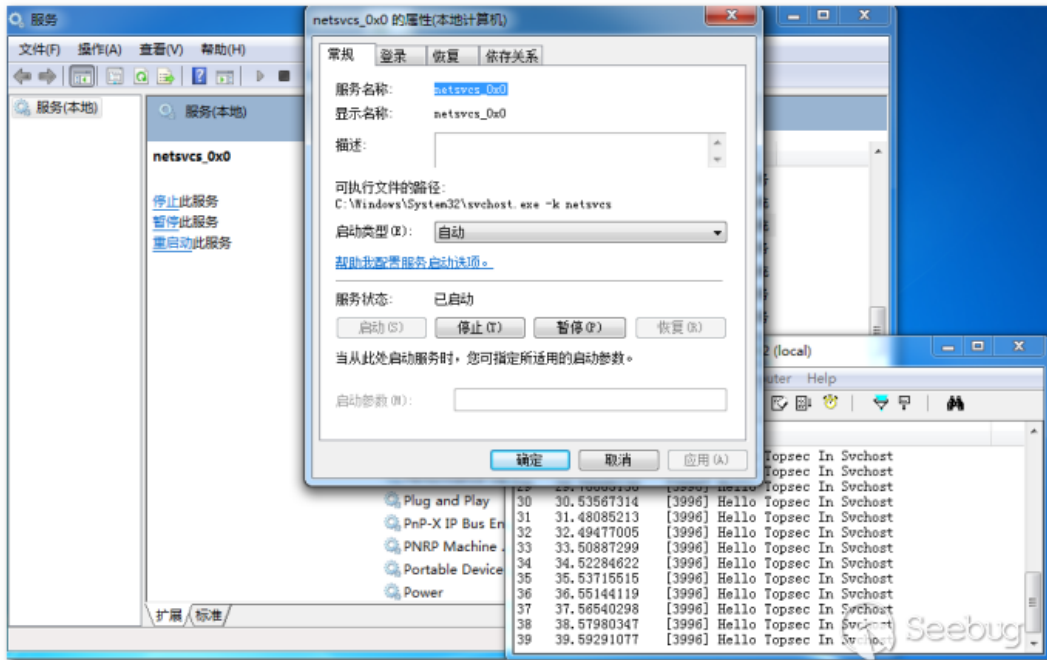 服务
文件(F) 操作(A) 查看(V) 帮助(H)
服务(本地)
服务(本地)
netsvcs_0x0
停止此服务
暂停此服务
重启动此服务
netsvcs_0x0 的属性(本地计算机)
常规 登录 恢复 依存关系
服务名称: netsvcs_0x0
显示名称: netsvcs_0x0
描述:
可执行文件的路径:
C:\Windows\System32\svchost.exe -k netsvcs
启动类型(E): 自动
帮助我配置服务启动选项。
服务状态: 已启动
启动(S) 停止(T) 暂停(P) 恢复(R)
当从此处启动服务时，您可指定所适用的启动参数。
启动参数(M):
确定 取消 应用(A)
Plug and Play
PnP-X IP Bus En
PNRP Machine
Portable Device
Power
扩展 标准
(local)
Help
Topsec In Svchost
Topsec In Svchost
Topsec In Svchost
30 30.53567314 [3996] Hello Topsec In Svchost
31 31.48085213 [3996] Hello Topsec In Svchost
32 32.49477005 [3996] Hello Topsec In Svchost
33 33.50887299 [3996] Hello Topsec In Svchost
34 34.52284622 [3996] Hello Topsec In Svchost
35 35.53715515 [3996] Hello Topsec In Svchost
36 36.55144119 [3996] Hello Topsec In Svchost
37 37.56540298 [3996] Hello Topsec In Svchost
38 38.57980347 [3996] Hello Topsec In Svchost
39 39.59291077 [3996] Hello Topsec In Svchost
Seebug